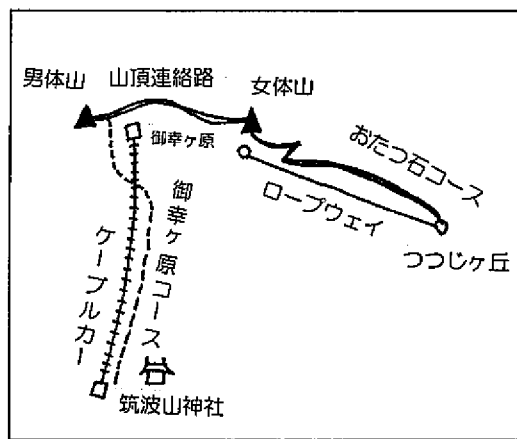 男体山
山頂連絡路
女体山
御幸ヶ原
おたつ石コース
ロープウェイ
つつじヶ丘
御幸ヶ原コース
ケーブルカー
筑波山神社